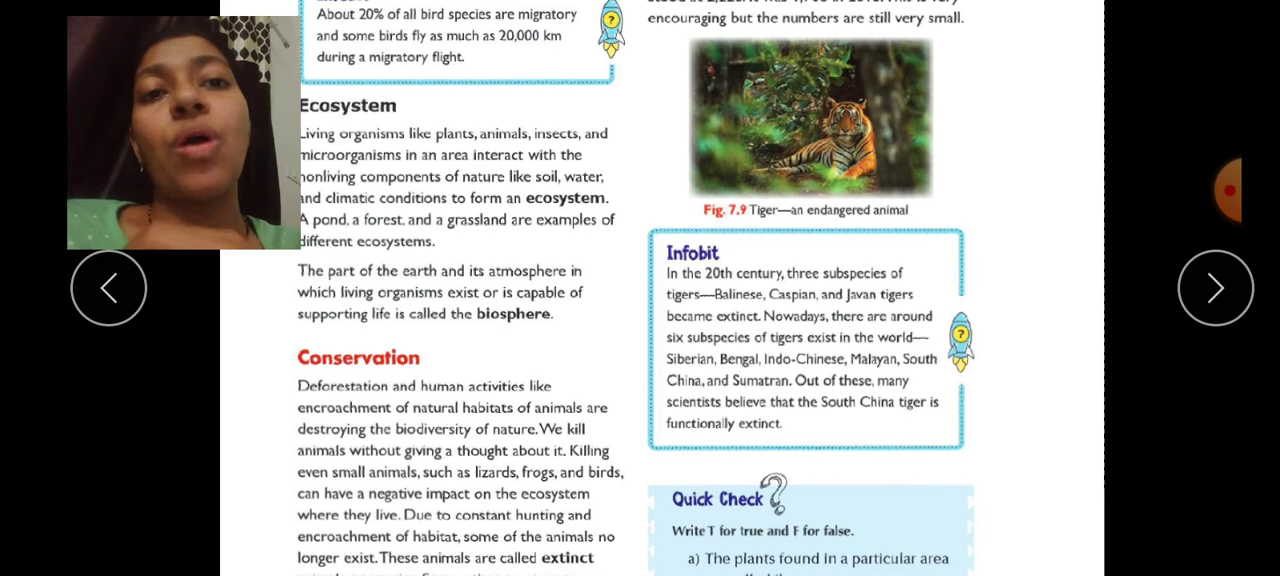 About 20% of all bird species are migratory
and some birds fly as much as 20,000 km
during a migratory flight.
Ecosystem
Living organisms like plants, animals, insects, and
microorganisms in an area interact with the
nonliving components of nature like soil, water,
and climatic conditions to form an ecosystem.
A pond, a forest, and a grassland are examples of
different ecosystems.
The part of the earth and its atmosphere in
which living organisms exist or is capable of
supporting life is called the biosphere.
Conservation
Deforestation and human activities like
encroachment of natural habitats of animals are
destroying the biodiversity of nature. We kill
animals without giving a thought about it. Killing
even small animals, such as lizards, frogs, and birds,
can have a negative impact on the ecosystem
where they live. Due to constant hunting and
encroachment of habitat, some of the animals no
longer exist. These animals are called extinct
encouraging but the numbers are still very small.
Fig. 7.9 Tiger—an endangered animal
Infobit
In the 20th century, three subspecies of
tigers—Balinese, Caspian, and Javan tigers
became extinct. Nowadays, there are around
six subspecies of tigers exist in the world—
Siberian, Bengal, Indo-Chinese, Malayan, South
China, and Sumatran. Out of these, many
scientists believe that the South China tiger is
functionally extinct.
?
?
Quick Check ?
Write T for true and F for false.
a) The plants found in a particular area